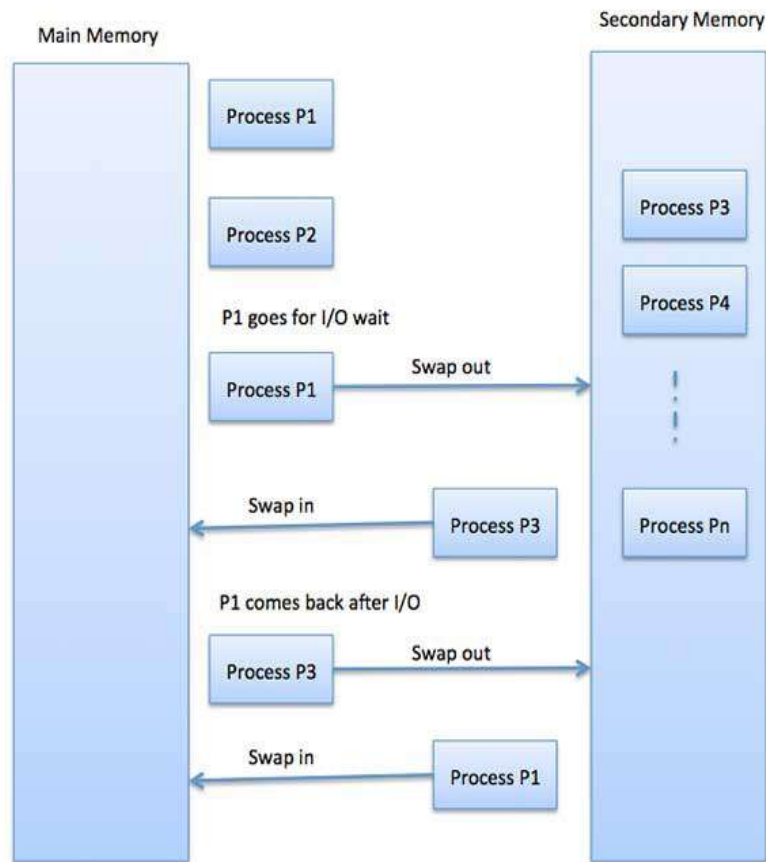 Main Memory
Secondary Memory
Process P1
Process P2
Process P3
Process P4
P1 goes for I/O wait
Process P1
Swap out
Swap in
Process P3
Process Pn
P1 comes back after I/O
Process P3
Swap out
Swap in
Process P1